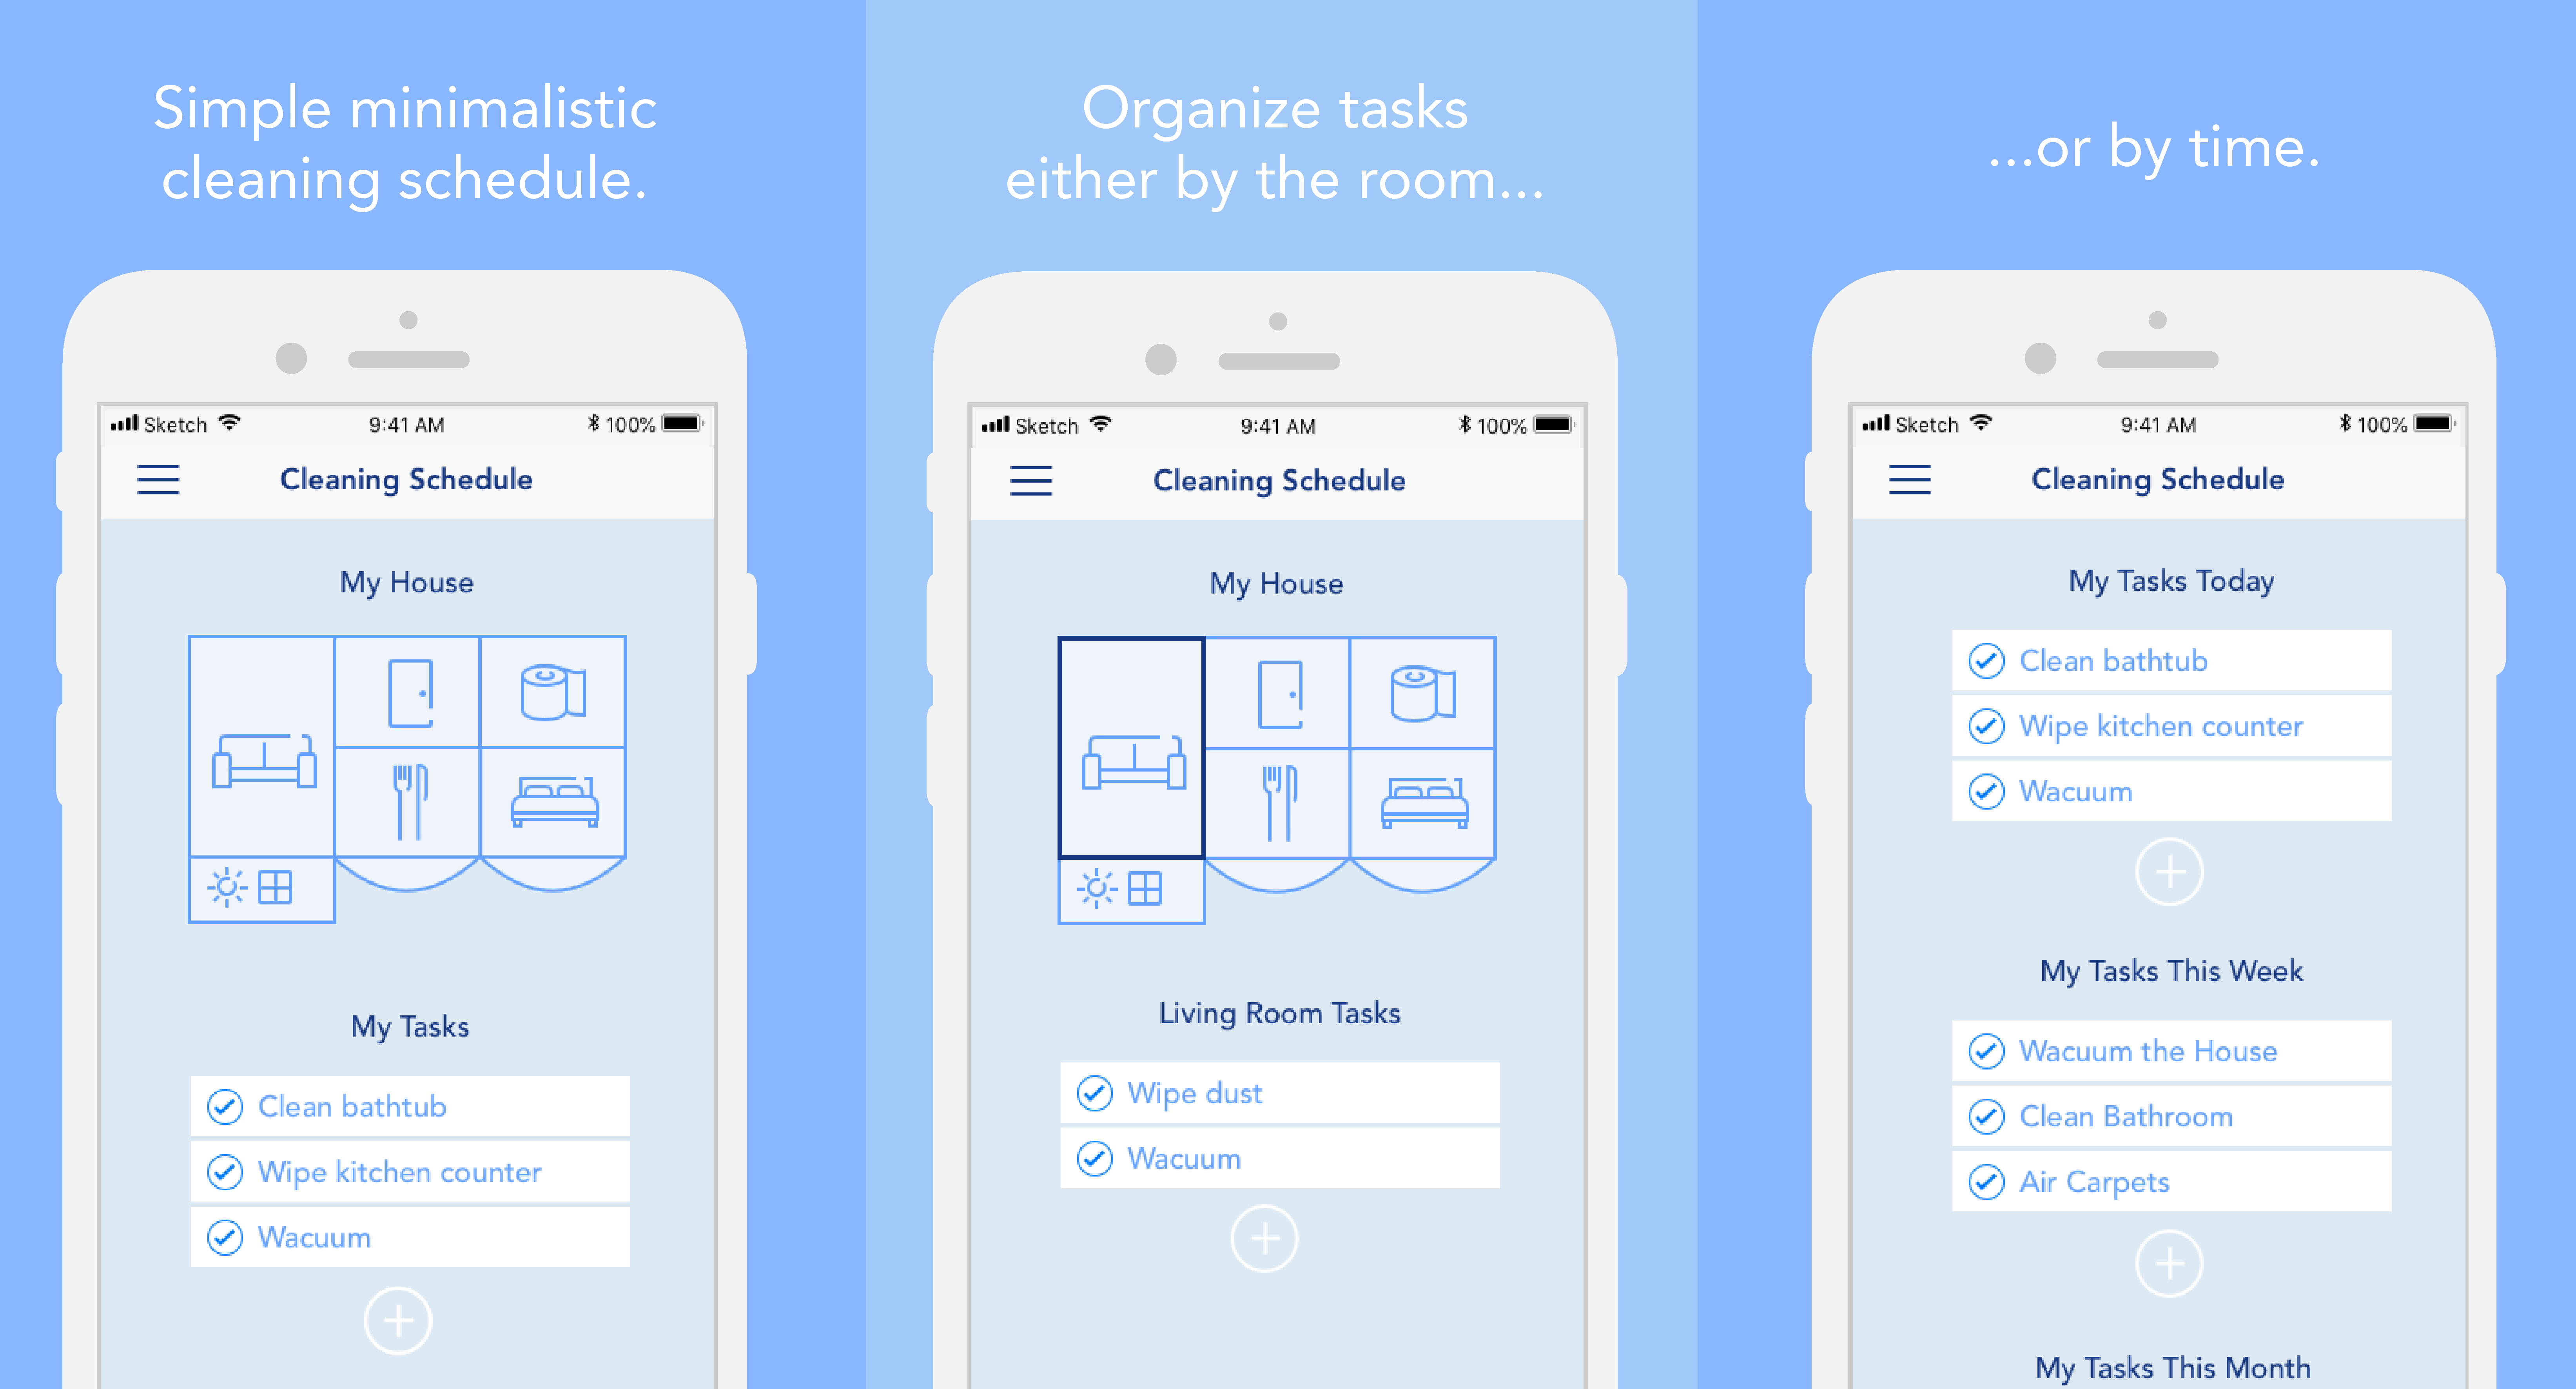 Simple minimalistic
cleaning schedule.
Sketch 9:41 AM 100%
Cleaning Schedule
My House
My Tasks
Clean bathtub
Wipe kitchen counter
Wacuum
Organize tasks
either by the room...
Sketch 9:41 AM 100%
Cleaning Schedule
My House
Living Room Tasks
Wipe dust
Wacuum
...or by time.
Sketch 9:41 AM 100%
Cleaning Schedule
My Tasks Today
Clean bathtub
Wipe kitchen counter
Wacuum
My Tasks This Week
Wacuum the House
Clean Bathroom
Air Carpets
My Tasks This Month